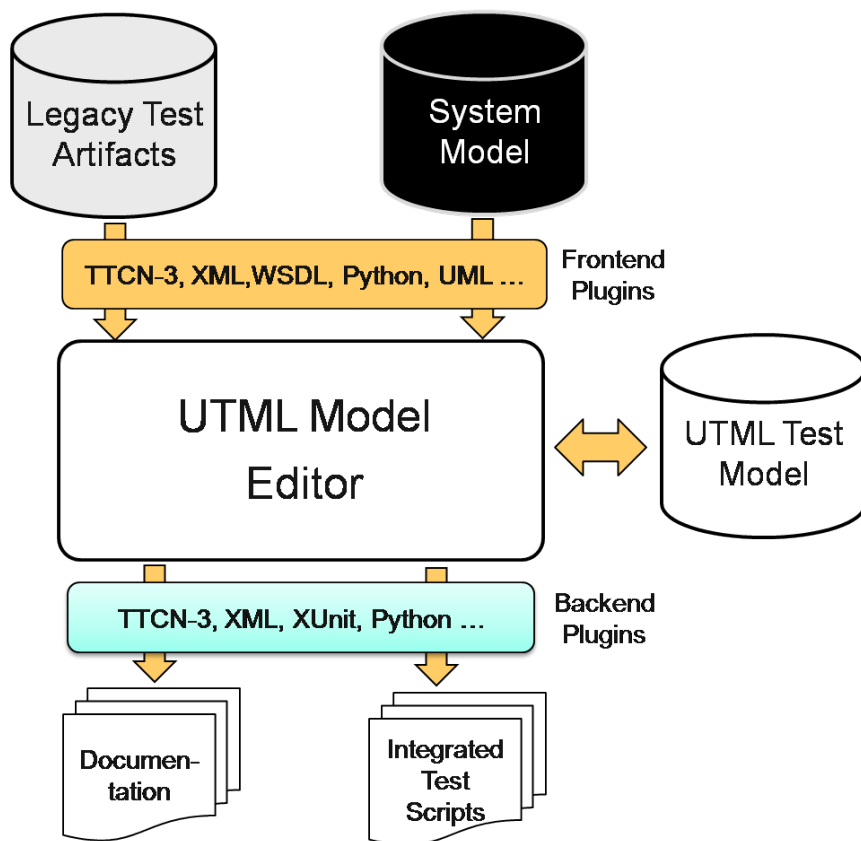 Legacy Test
Artifacts
System
Model
TTCN-3, XML,WSDL, Python, UML ...
Frontend
Plugins
UTML Model
Editor
UTML Test
Model
TTCN-3, XML, XUnit, Python ...
Backend
Plugins
Documen-
tation
Integrated
Test
Scripts